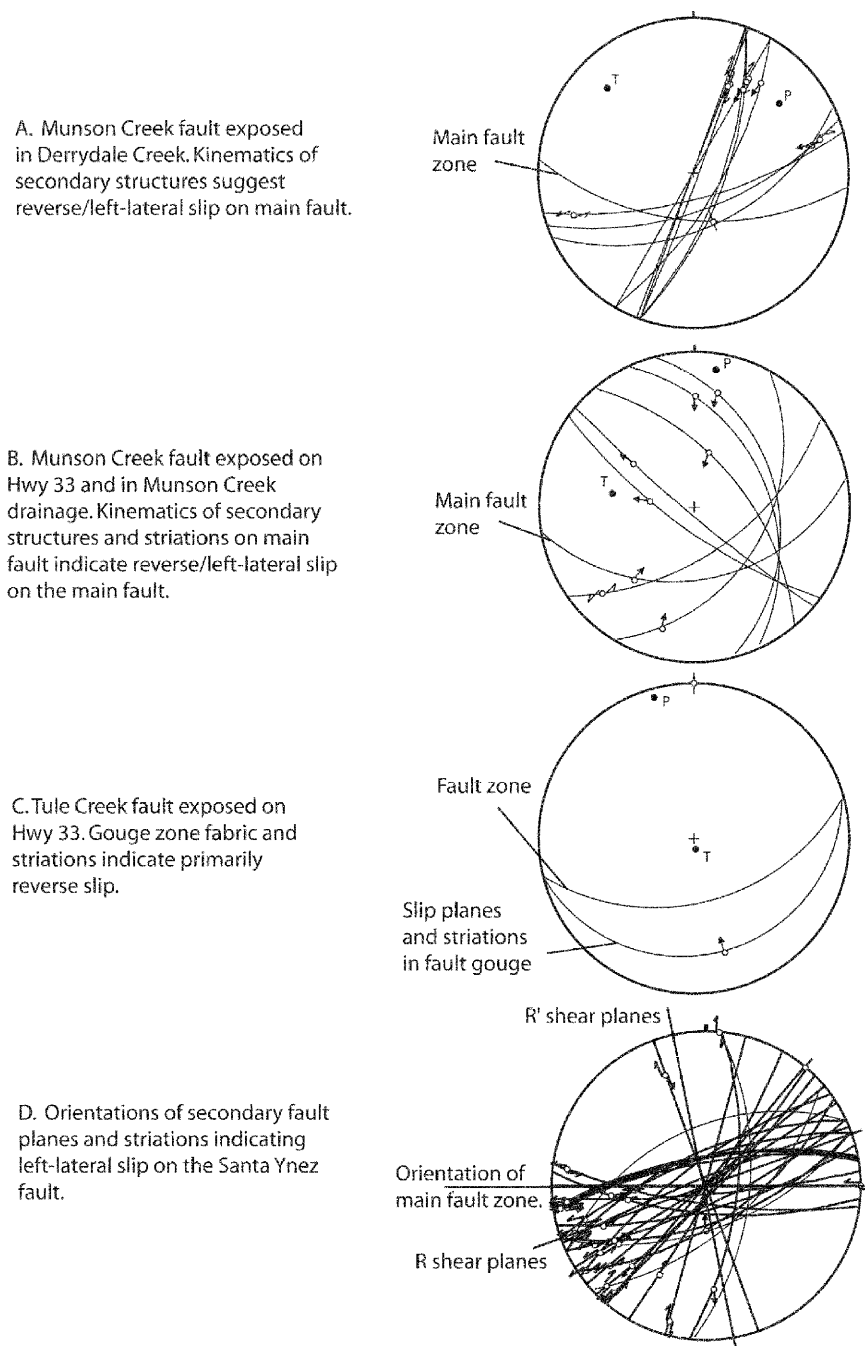 A. Munson Creek fault exposed
in Derrydale Creek. Kinematics of
secondary structures suggest
reverse/left-lateral slip on main fault.
Main fault
zone
T
P
B. Munson Creek fault exposed on
Hwy 33 and in Munson Creek
drainage. Kinematics of secondary
structures and striations on main
fault indicate reverse/left-lateral slip
on the main fault.
Main fault
zone
P
T
C. Tule Creek fault exposed on
Hwy 33. Gouge zone fabric and
striations indicate primarily
reverse slip.
Fault zone
Slip planes
and striations
in fault gouge
P
T
D. Orientations of secondary fault
planes and striations indicating
left-lateral slip on the Santa Ynez
fault.
R' shear planes
Orientation of
main fault zone.
R shear planes